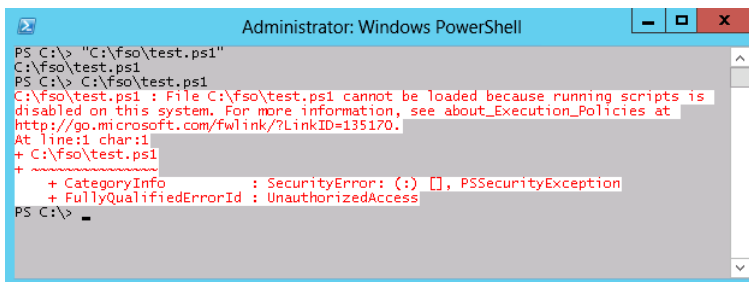 Administrator: Windows PowerShell
PS C:\> "C:\fso\test.ps1"
C:\fso\test.ps1
PS C:\> C:\fso\test.ps1
C:\fso\test.ps1 : File C:\fso\test.ps1 cannot be loaded because running scripts is
disabled on this system. For more information, see about_Execution_Policies at
http://go.microsoft.com/fwlink/?LinkID=135170.
At line:1 char:1
+ C:\fso\test.ps1
+ ~~~~~~~~~~~~~~~
    + CategoryInfo          : SecurityError: (:) [], PSSecurityException
    + FullyQualifiedErrorId : UnauthorizedAccess
PS C:\> _